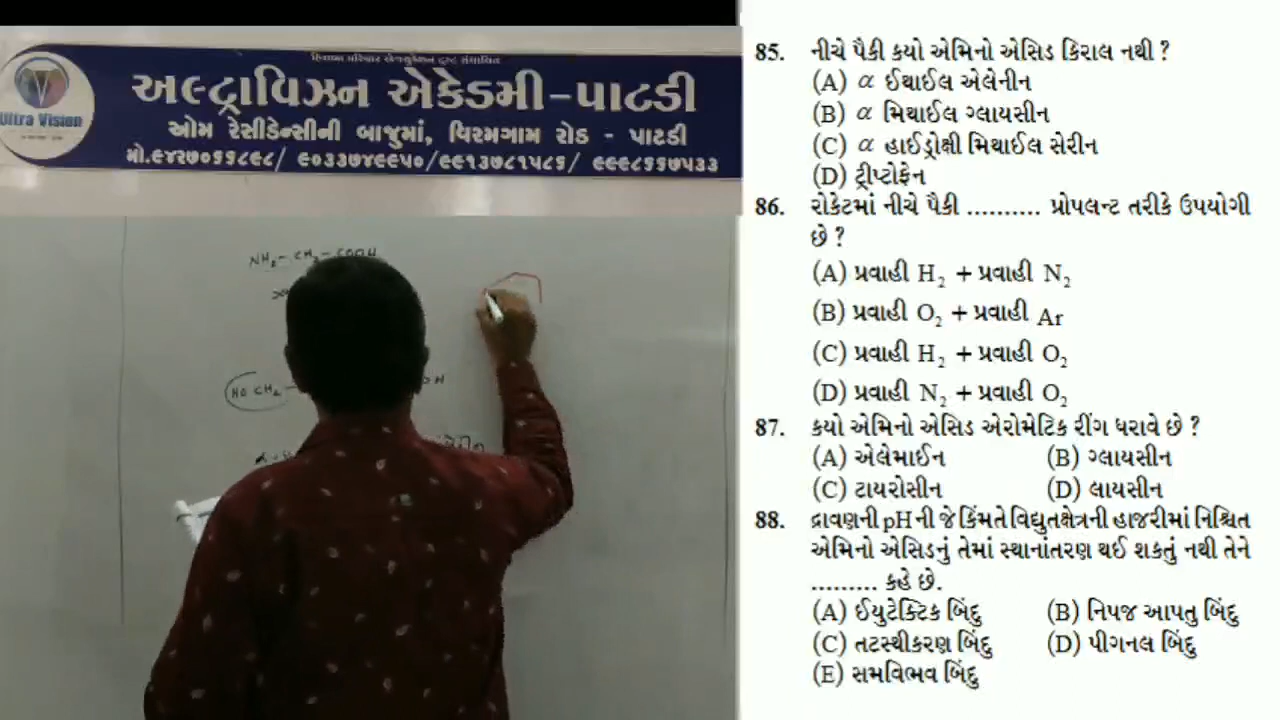 અલ્ટ્રાવિઝન એકેડમી-પાટડી
Ultra Vision
ઓમ રેસીડેન્સીની બાજુમાં, વિરમગામ રોડ - પાટડી
NH₂-CH₂-COOH
HO CH₂-
85. નીચે પૈકી કયો એમિનો એસિડ કિરાલ નથી ?
(A) α ઈથાઈલ એલેનીન
(B) α મિથાઈલ ગ્લાયસીન
(C) α હાઈડ્રોક્ષી મિથાઈલ સેરીન
(D) ટ્રીપ્ટોફેન
86. રોકેટમાં નીચે પૈકી .......... પ્રોપલન્ટ તરીકે ઉપયોગી
છે ?
(A) પ્રવાહી H₂ + પ્રવાહી N₂
(B) પ્રવાહી O₂ + પ્રવાહી Ar
(C) પ્રવાહી H₂ + પ્રવાહી O₂
(D) પ્રવાહી N₂ + પ્રવાહી O₂
87. કયો એમિનો એસિડ એરોમેટિક રીંગ ધરાવે છે ?
(A) એલેમાઈન (B) ગ્લાયસીન
(C) ટાયરોસીન (D) લાયસીન
88. દ્રાવણની pHની જે કિંમતે વિદ્યુતક્ષેત્રની હાજરીમાં નિશ્ચિત
એમિનો એસિડનું તેમાં સ્થાનાંતરણ થઈ શકતું નથી તેને
......... કહે છે.
(A) ઈયુટેક્ટિક બિંદુ (B) નિપજ આપતુ બિંદુ
(C) તટસ્થીકરણ બિંદુ (D) પીગનલ બિંદુ
(E) સમવિભવ બિંદુ